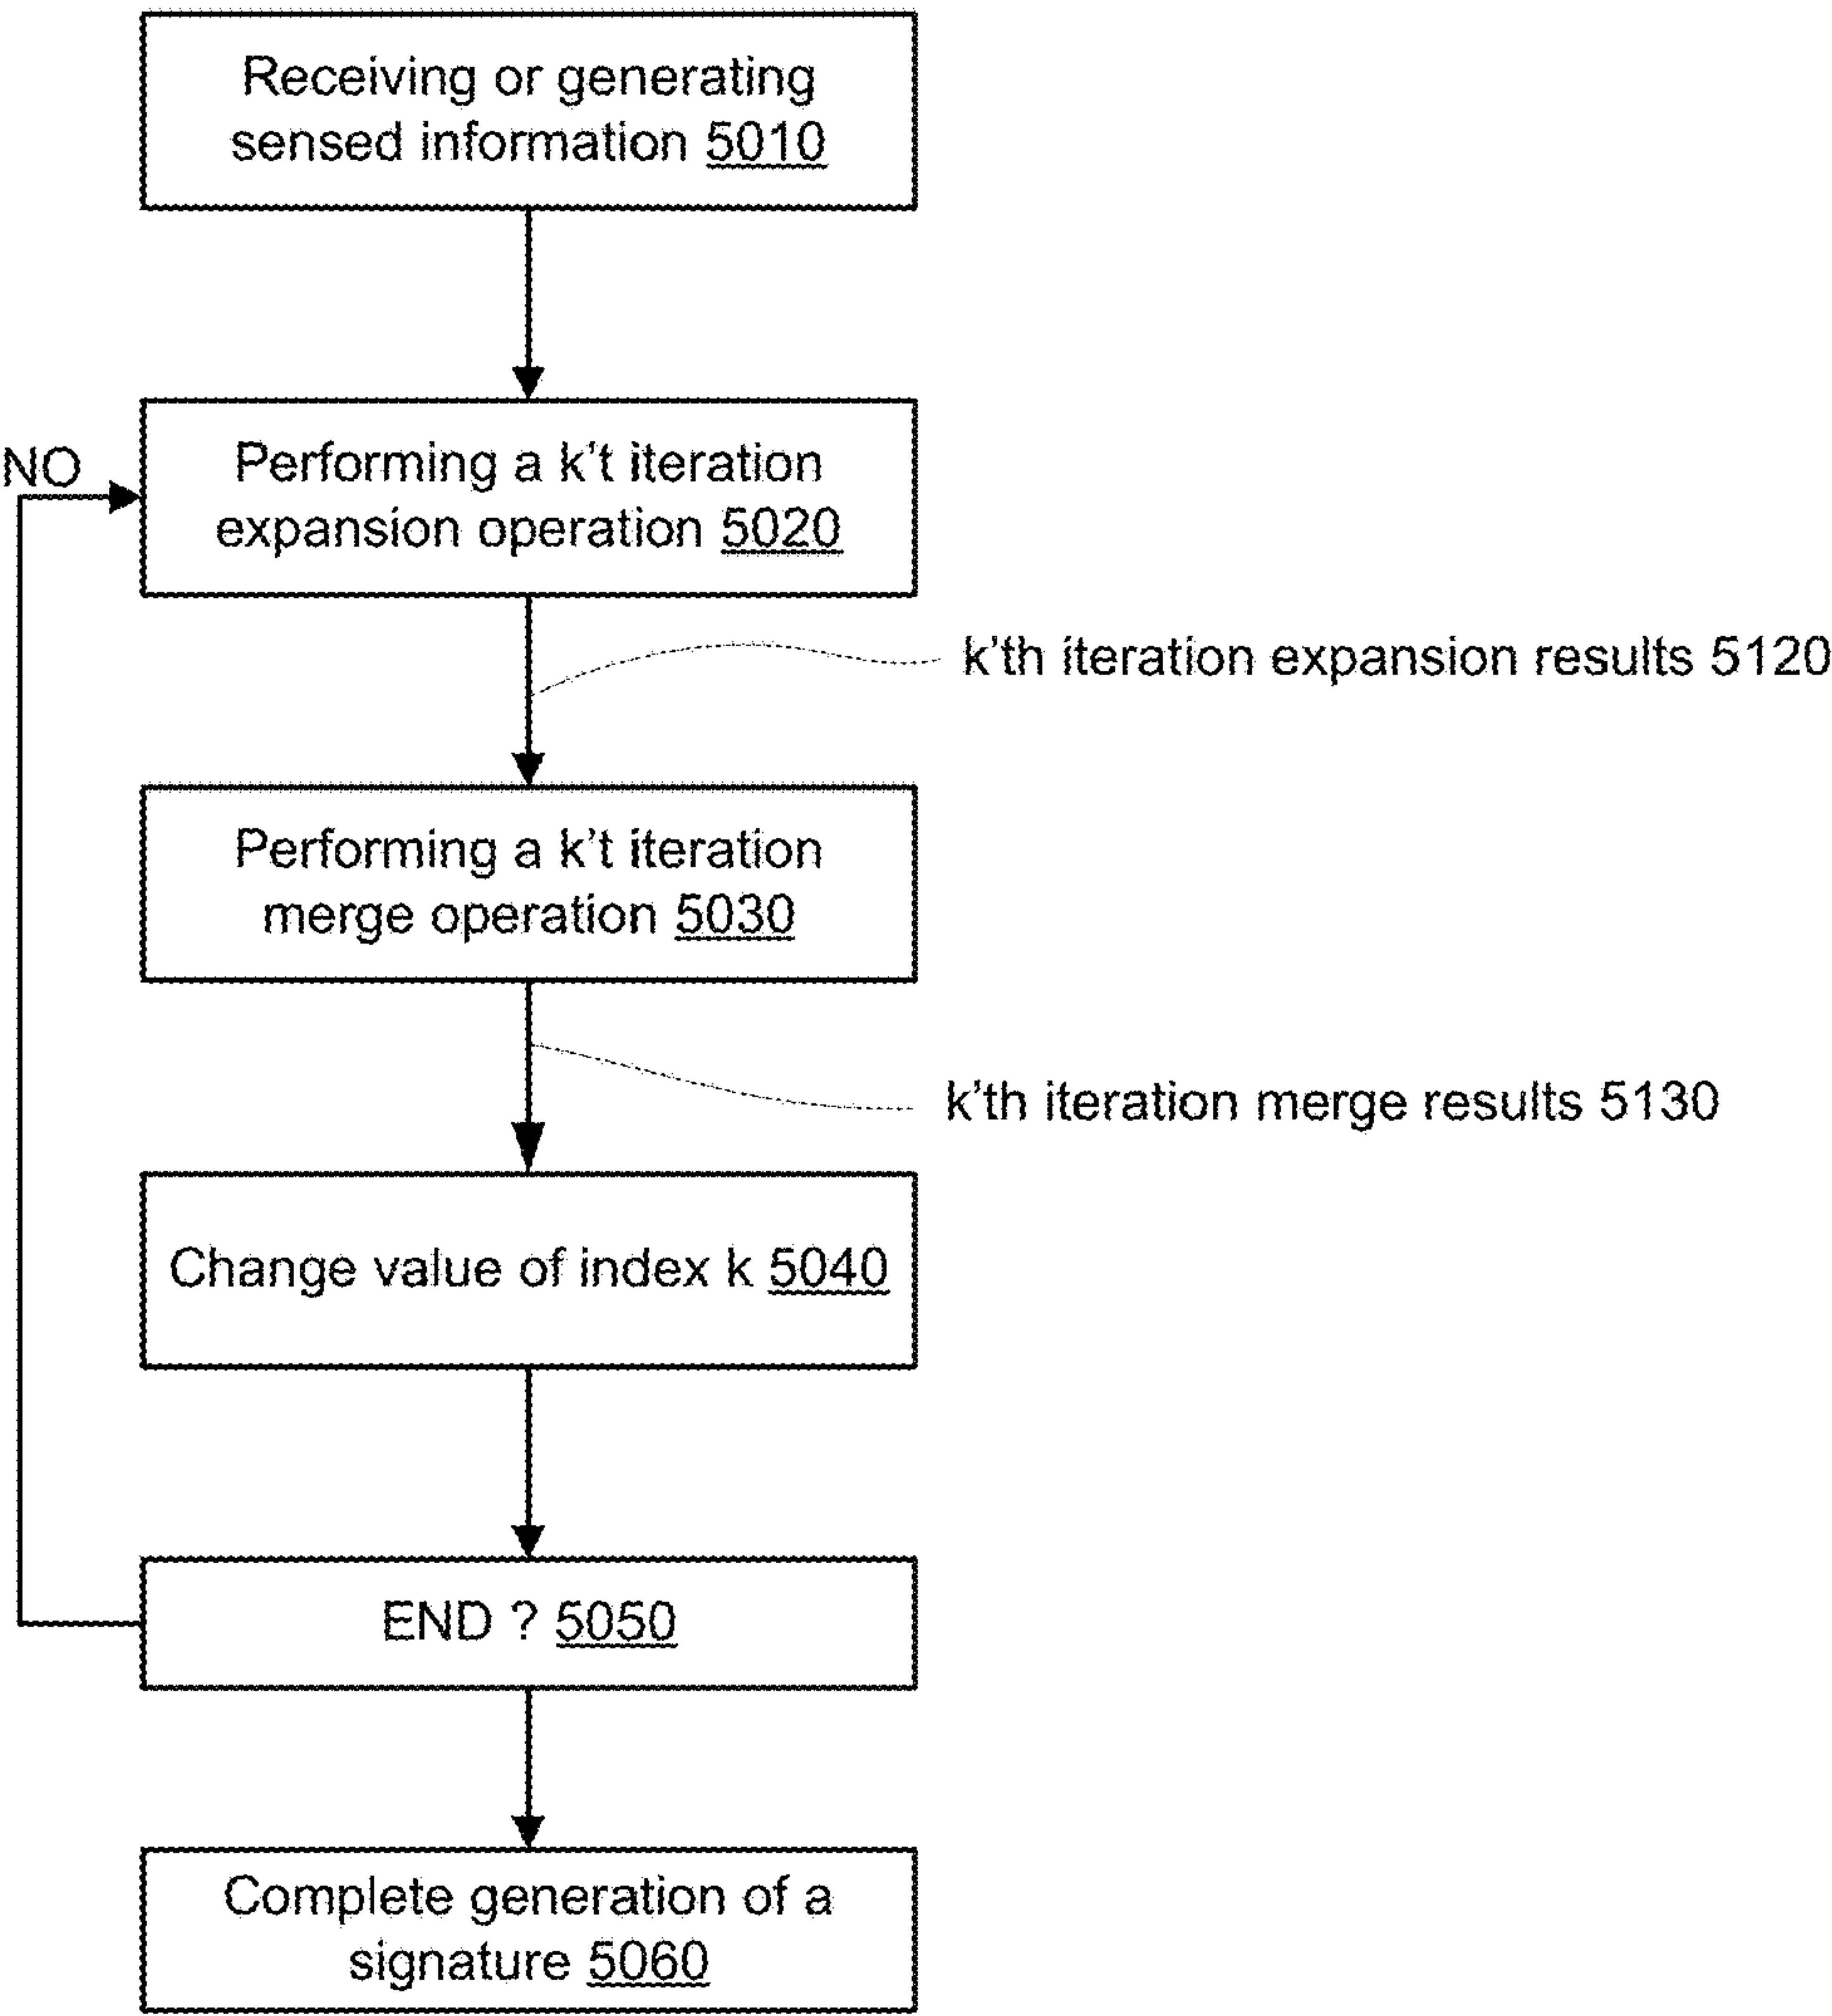 Receiving or generating
sensed information 5010
NO
Performing a k't iteration
expansion operation 5020
k'th iteration expansion results 5120
Performing a k't iteration
merge operation 5030
k'th iteration merge results 5130
Change value of index k 5040
END ? 5050
Complete generation of a
signature 5060